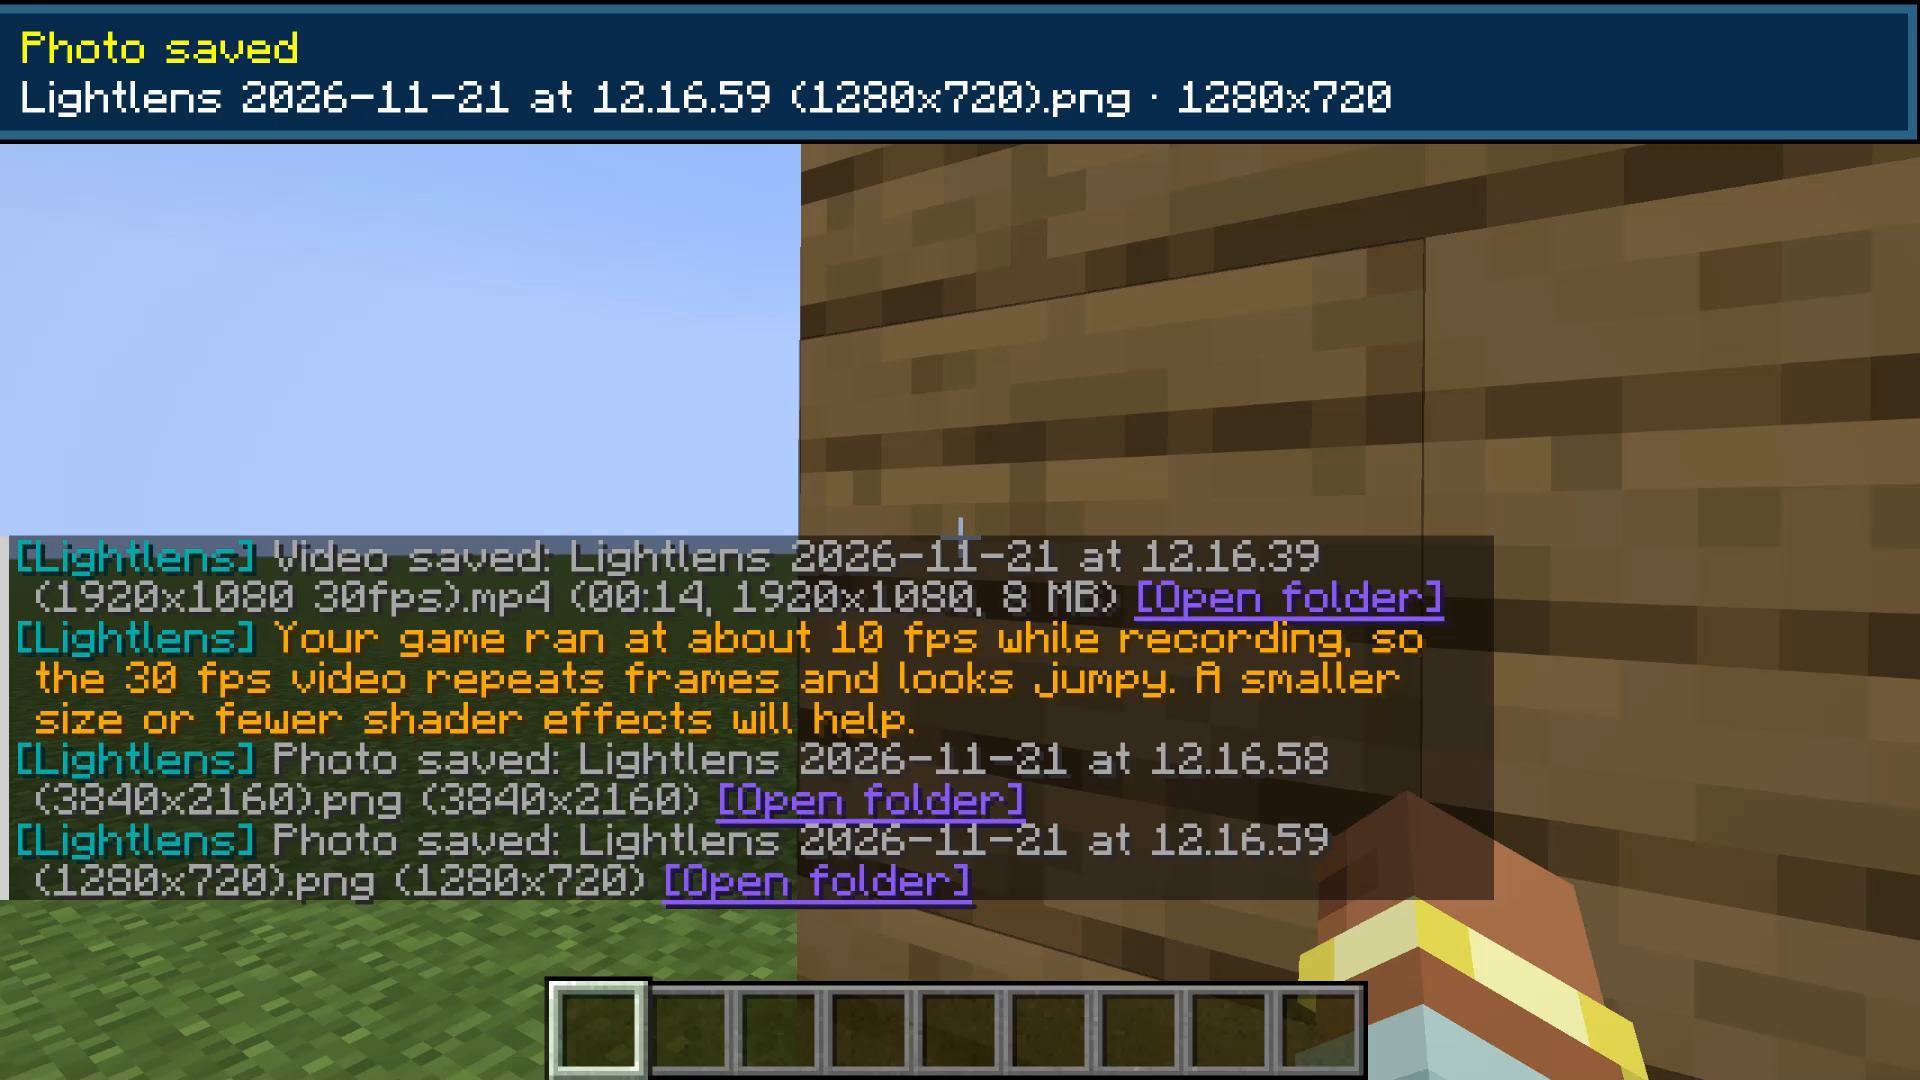 Photo saved
Lightlens 2026-11-21 at 12.16.59 (1280x720).png · 1280x720
[Lightlens] Video saved: Lightlens 2026-11-21 at 12.16.39
(1920x1080 30fps).mp4 (00:14, 1920x1080, 8 MB) [Open folder]
[Lightlens] Your game ran at about 10 fps while recording, so
the 30 fps video repeats frames and looks jumpy. A smaller
size or fewer shader effects will help.
[Lightlens] Photo saved: Lightlens 2026-11-21 at 12.16.58
(3840x2160).png (3840x2160) [Open folder]
[Lightlens] Photo saved: Lightlens 2026-11-21 at 12.16.59
(1280x720).png (1280x720) [Open folder]